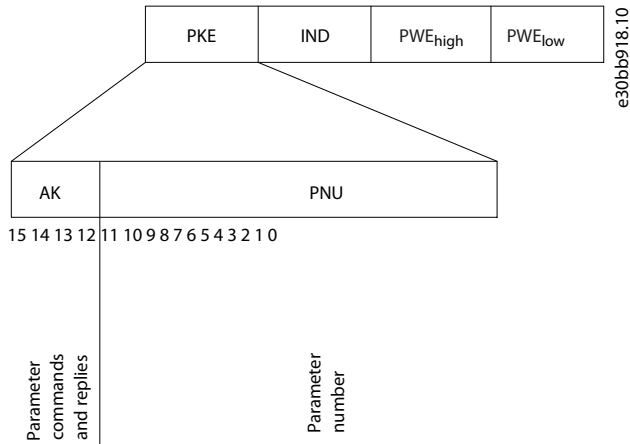 PKE IND PWEhigh PWElow
e30bb918.10
AK PNU
15 14 13 12 11 10 9 8 7 6 5 4 3 2 1 0
Parameter
commands
and replies
Parameter
number